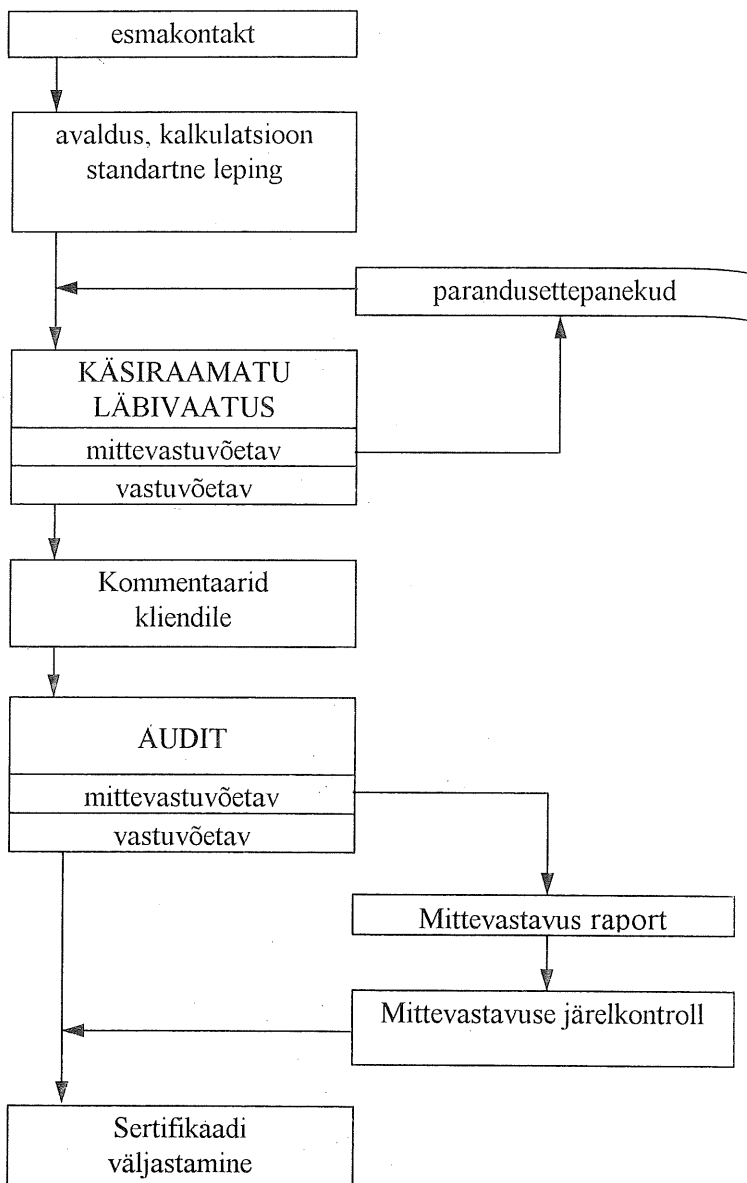 esmakontakt
avaldus, kalkulatsioon
standartne leping
parandusettepanekud
KÄSIRAAMATU
LÄBIVAATUS
mittevastuvõetav
vastuvõetav
Kommentaarid
kliendile
AUDIT
mittevastuvõetav
vastuvõetav
Mittevastavus raport
Mittevastavuse järelkontroll
Sertifikaadi
väljastamine